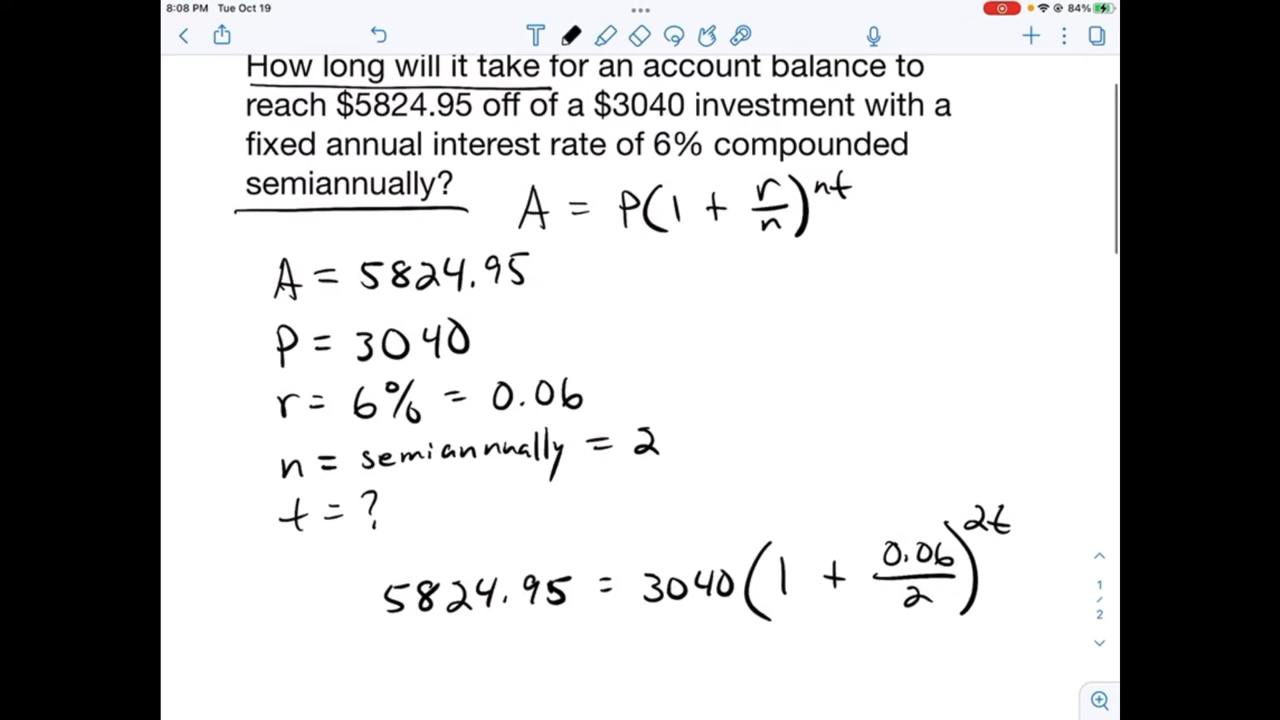 8:08 PM Tue Oct 19
84%
How long will it take for an account balance to
reach $5824.95 off of a $3040 investment with a
fixed annual interest rate of 6% compounded
semiannually?
A = P(1 + r/n)^nt
A = 5824.95
P = 3040
r = 6% = 0.06
n = semiannually = 2
t = ?
5824.95 = 3040(1 + 0.06/2)^2t
1
/
2